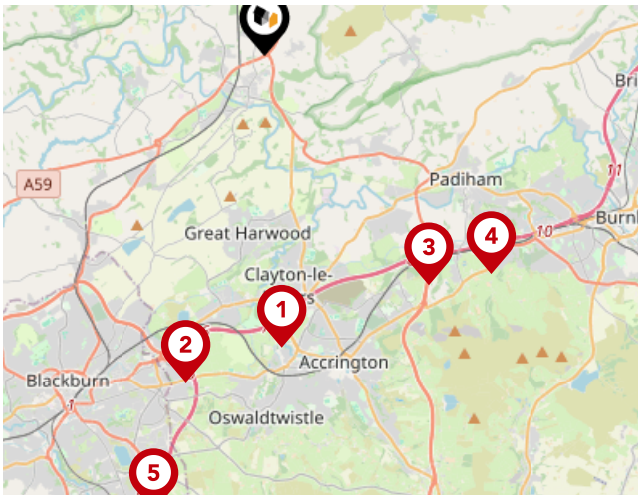 Bri
A59
11
Padiham
Great Harwood
Burnl
10
3
4
Clayton-le-
rs
1
2
Accrington
Blackburn
1
Oswaldtwistle
5